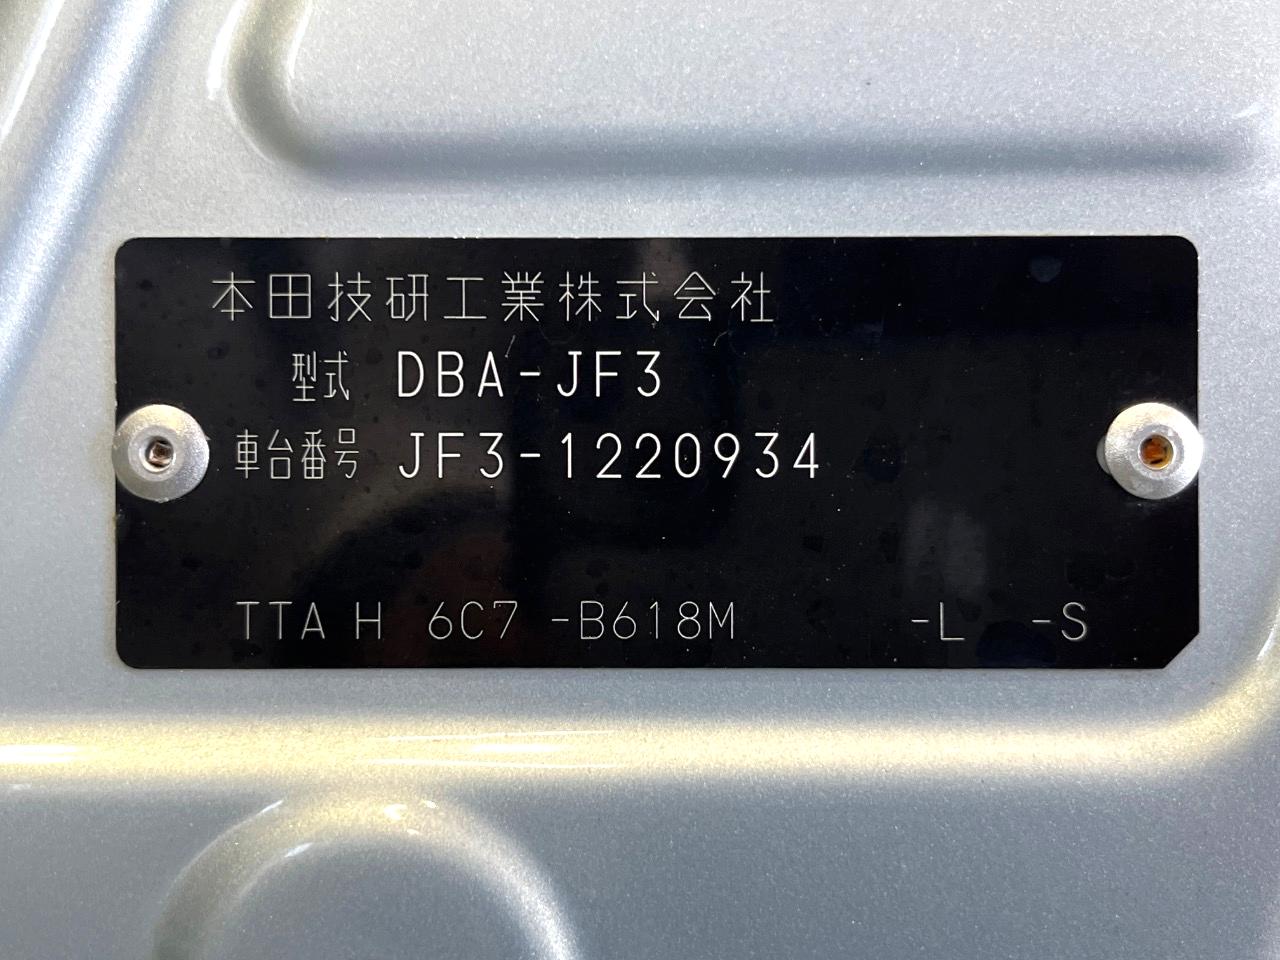 本田技研工業株式会社
型式 DBA-JF3
車台番号 JF3-1220934
TTA H 6C7 -B618M -L -S